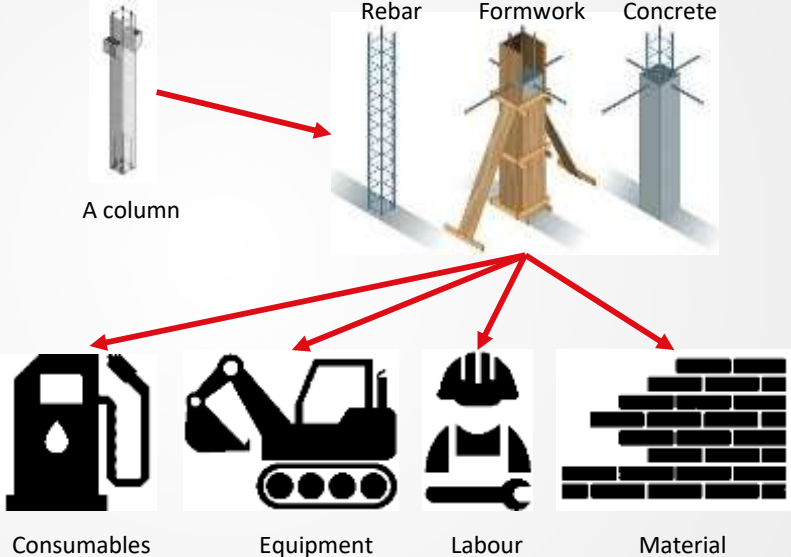 Rebar Formwork Concrete
A column
Consumables Equipment Labour Material